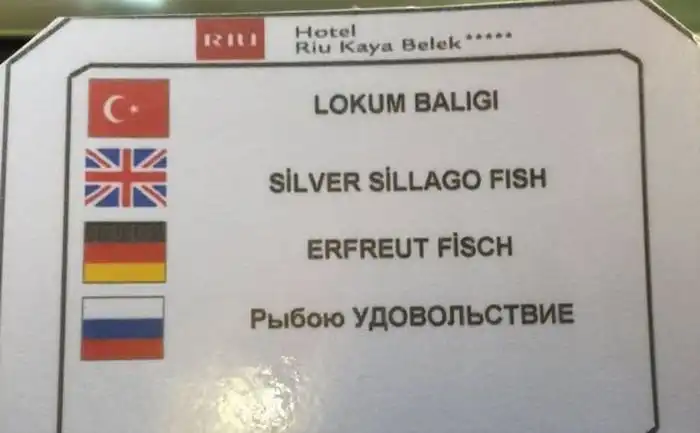 RIU
Hotel
Riu Kaya Belek*****
LOKUM BALIGI
SİLVER SİLLAGO FISH
ERFREUT FİSCH
Рыбою УДОВОЛЬСТВИЕ